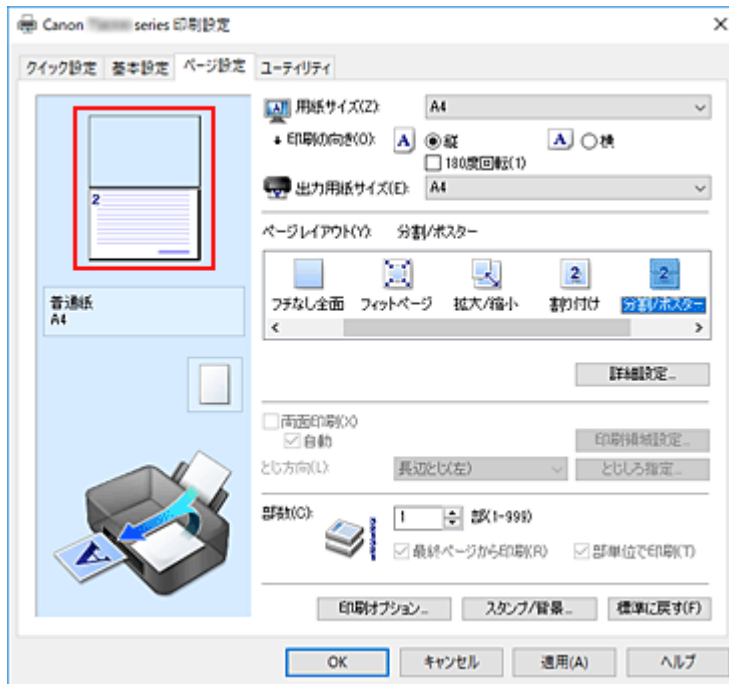 Canon series 印刷設定
クイック設定 基本設定 ページ設定 ユーティリティ
用紙サイズ(Z): A4
印刷の向き(O): A 縦 A 横
180度回転(1)
出力用紙サイズ(E): A4
ページレイアウト(Y): 分割/ポスター
フチなし全面 フィットページ 拡大/縮小 割り付け 分割/ポスター
2
普通紙
A4
詳細設定...
両面印刷(X)
自動
印刷領域設定...
とじ方向(L): 長辺とじ(左) とじしろ指定...
部数(C): 1 部(1-999)
最終ページから印刷(R) 部単位で印刷(T)
印刷オプション... スタンプ/背景... 標準に戻す(F)
OK キャンセル 適用(A) ヘルプ